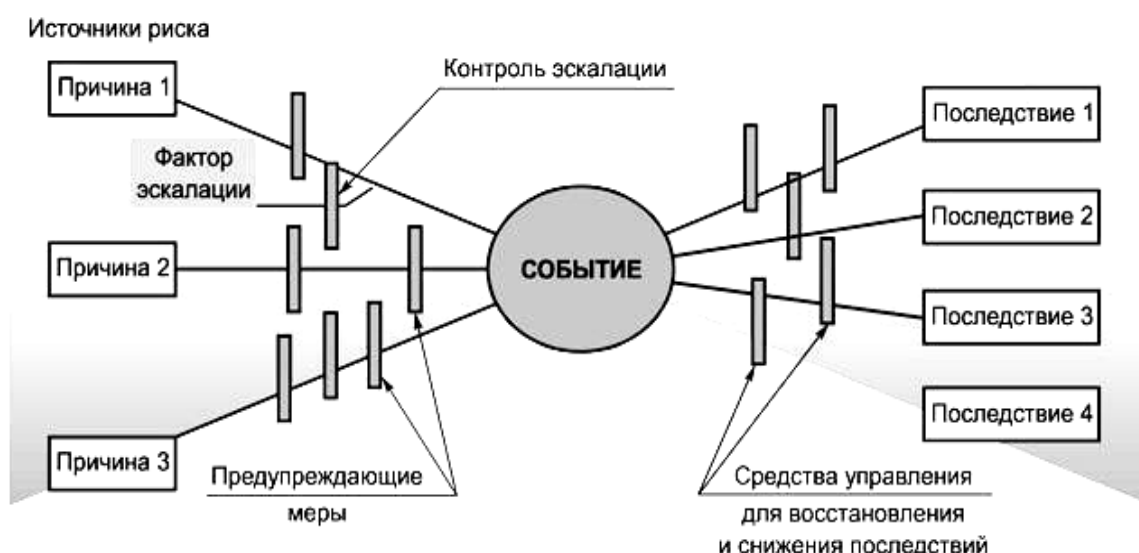 Источники риска
Причина 1
Контроль эскалации
Фактор
эскалации
Причина 2
Причина 3
Предупреждающие
меры
СОБЫТИЕ
Последствие 1
Последствие 2
Последствие 3
Последствие 4
Средства управления
для восстановления
и снижения последствий